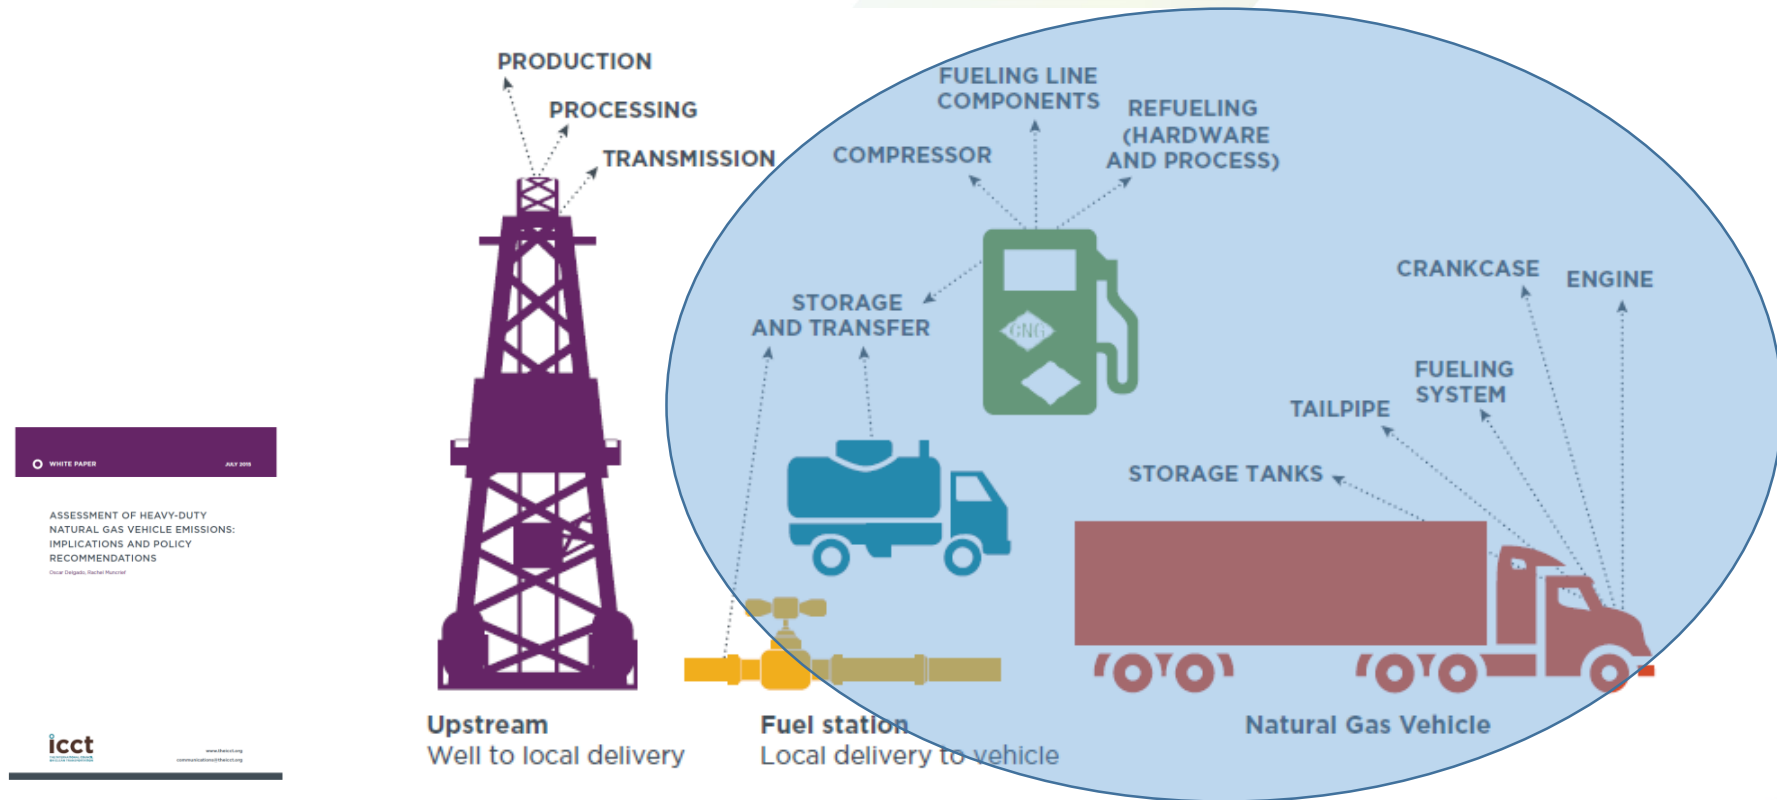 PRODUCTION
PROCESSING
TRANSMISSION
FUELING LINE
COMPONENTS
REFUELING
(HARDWARE
AND PROCESS)
COMPRESSOR
STORAGE
AND TRANSFER
CNG
CRANKCASE
ENGINE
FUELING
SYSTEM
TAILPIPE
STORAGE TANKS
WHITE PAPER
JULY 2015
ASSESSMENT OF HEAVY-DUTY
NATURAL GAS VEHICLE EMISSIONS:
IMPLICATIONS AND POLICY
RECOMMENDATIONS
Oscar Delgado, Rachel Muncrief
icct
www.theicct.org
communications@theicct.org
Upstream
Well to local delivery
Fuel station
Local delivery to vehicle
Natural Gas Vehicle